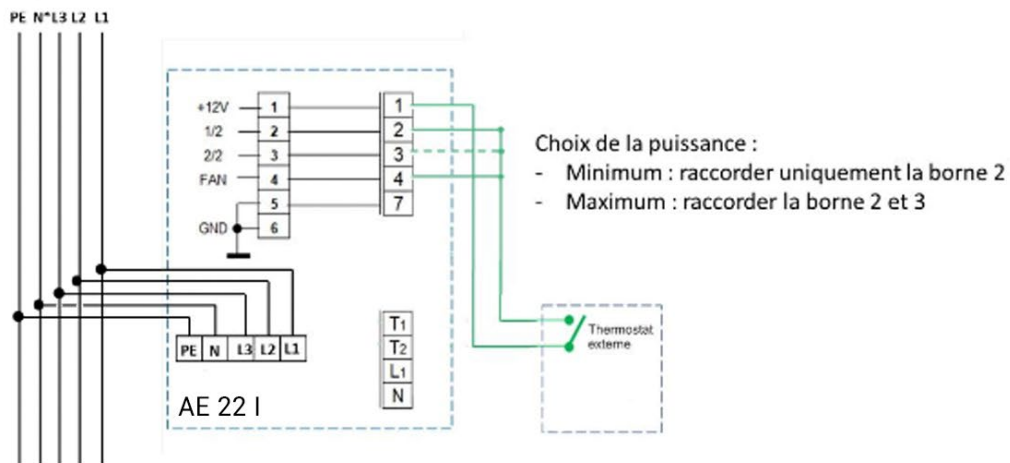 PE N* L3 L2 L1
+12V 1 1
1/2 2 2
2/2 3 3
FAN 4 4
5 7
GND 6
Choix de la puissance :
- Minimum : raccorder uniquement la borne 2
- Maximum : raccorder la borne 2 et 3
Thermostat
externe
PE N L3 L2 L1
T1
T2
L1
N
AE 22 I